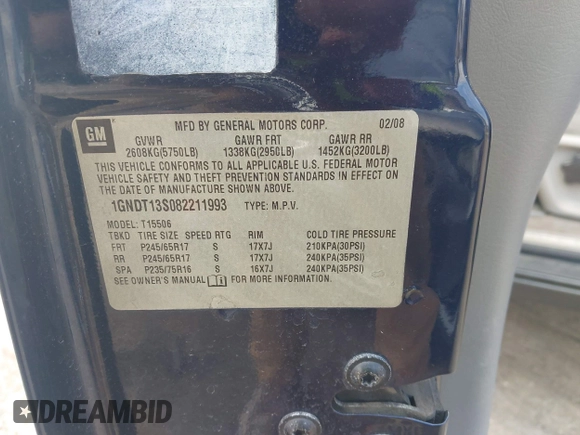 GM
MFD BY GENERAL MOTORS CORP. 02/08
GVWR GAWR FRT GAWR RR
2608KG(5750LB) 1338KG(2950LB) 1452KG(3200LB)
THIS VEHICLE CONFORMS TO ALL APPLICABLE U.S. FEDERAL MOTOR
VEHICLE SAFETY AND THEFT PREVENTION STANDARDS IN EFFECT ON
THE DATE OF MANUFACTURE SHOWN ABOVE.
1GNDT13S082211993 TYPE: M.P.V.
MODEL: T15506
TBKD TIRE SIZE SPEED RTG RIM COLD TIRE PRESSURE
FRT P245/65R17 S 17X7J 210KPA(30PSI)
RR P245/65R17 S 17X7J 240KPA(35PSI)
SPA P235/75R16 S 16X7J 240KPA(35PSI)
SEE OWNER'S MANUAL FOR MORE INFORMATION.
DREAMBID